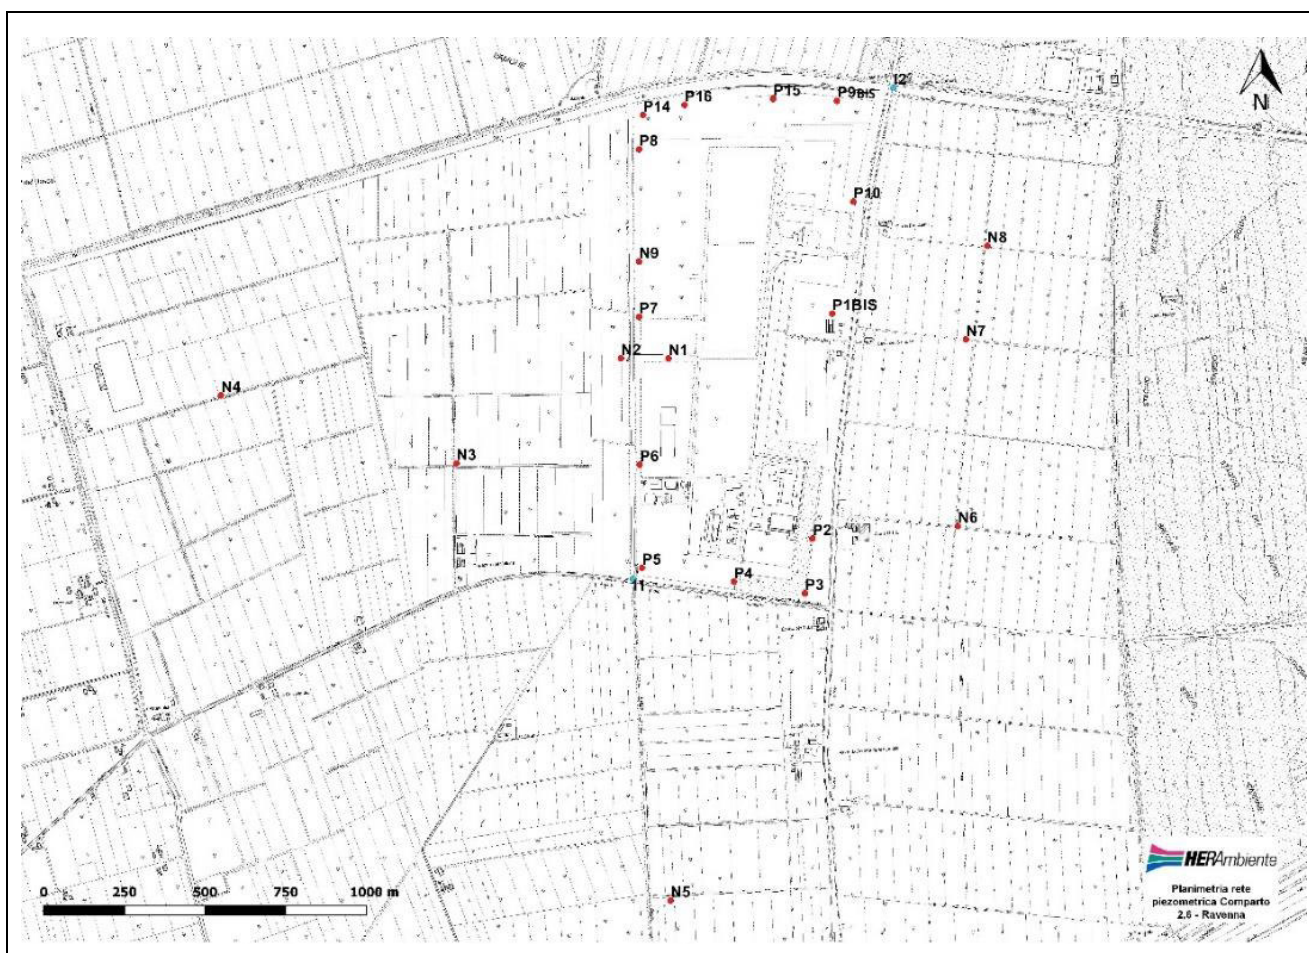 I2
P15
P9BIS
P16
P14
N
P8
P10
N8
N9
P1BIS
P7
N7
N2
N1
N4
N3
P6
N6
P2
P5
P4
I1
P3
HERAmbiente
0 250 500 750 1000 m
Planimetria rete
piezometrica Comparto
2.6 - Ravenna
N5